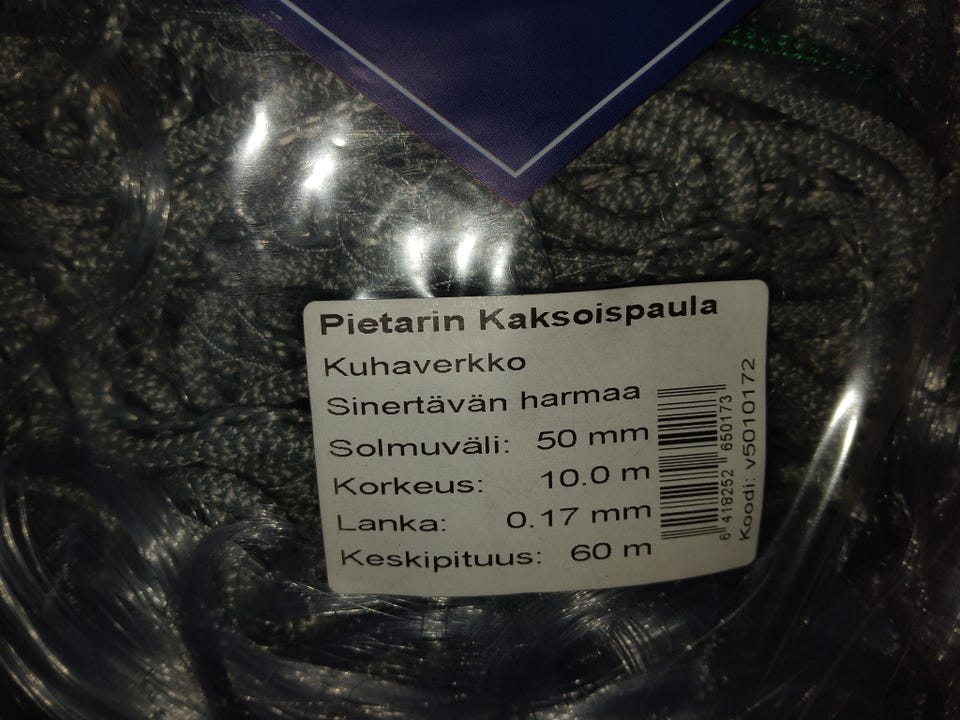 Pietarin Kaksoispaula
Kuhaverkko
Sinertävän harmaa
Solmuväli: 50 mm
Korkeus: 10.0 m
Lanka: 0.17 mm
Keskipituus: 60 m
6 418252 650173
Koodi: v5010172